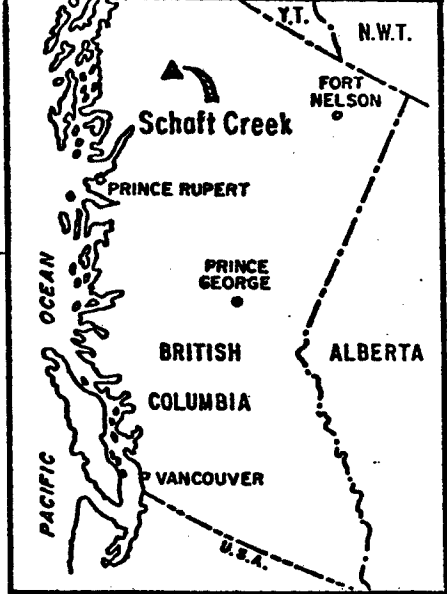 Y.T.
N.W.T.
FORT
NELSON
Schaft Creek
PRINCE RUPERT
PRINCE
GEORGE
OCEAN
BRITISH
ALBERTA
COLUMBIA
PACIFIC
VANCOUVER
U.S.A.